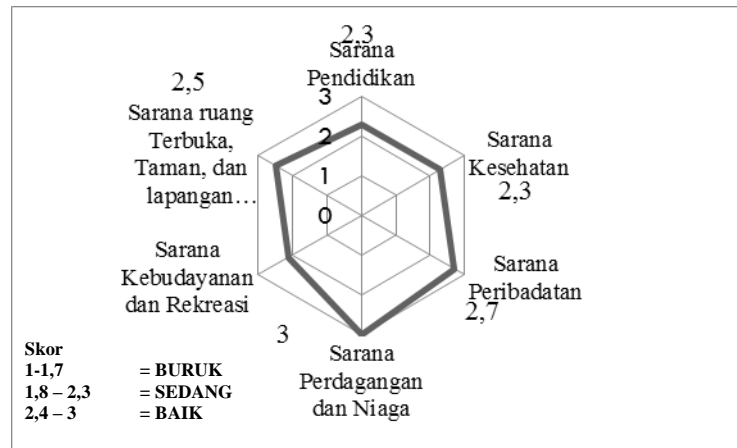 2,3
Sarana
Pendidikan
2,5
Sarana ruang
Terbuka,
Taman, dan
lapangan…
3
2
1
0
Sarana
Kesehatan
2,3
Sarana
Kebudayanan
dan Rekreasi
Sarana
Peribadatan
2,7
3
Sarana
Perdagangan
dan Niaga
Skor
1-1,7 = BURUK
1,8 – 2,3 = SEDANG
2,4 – 3 = BAIK